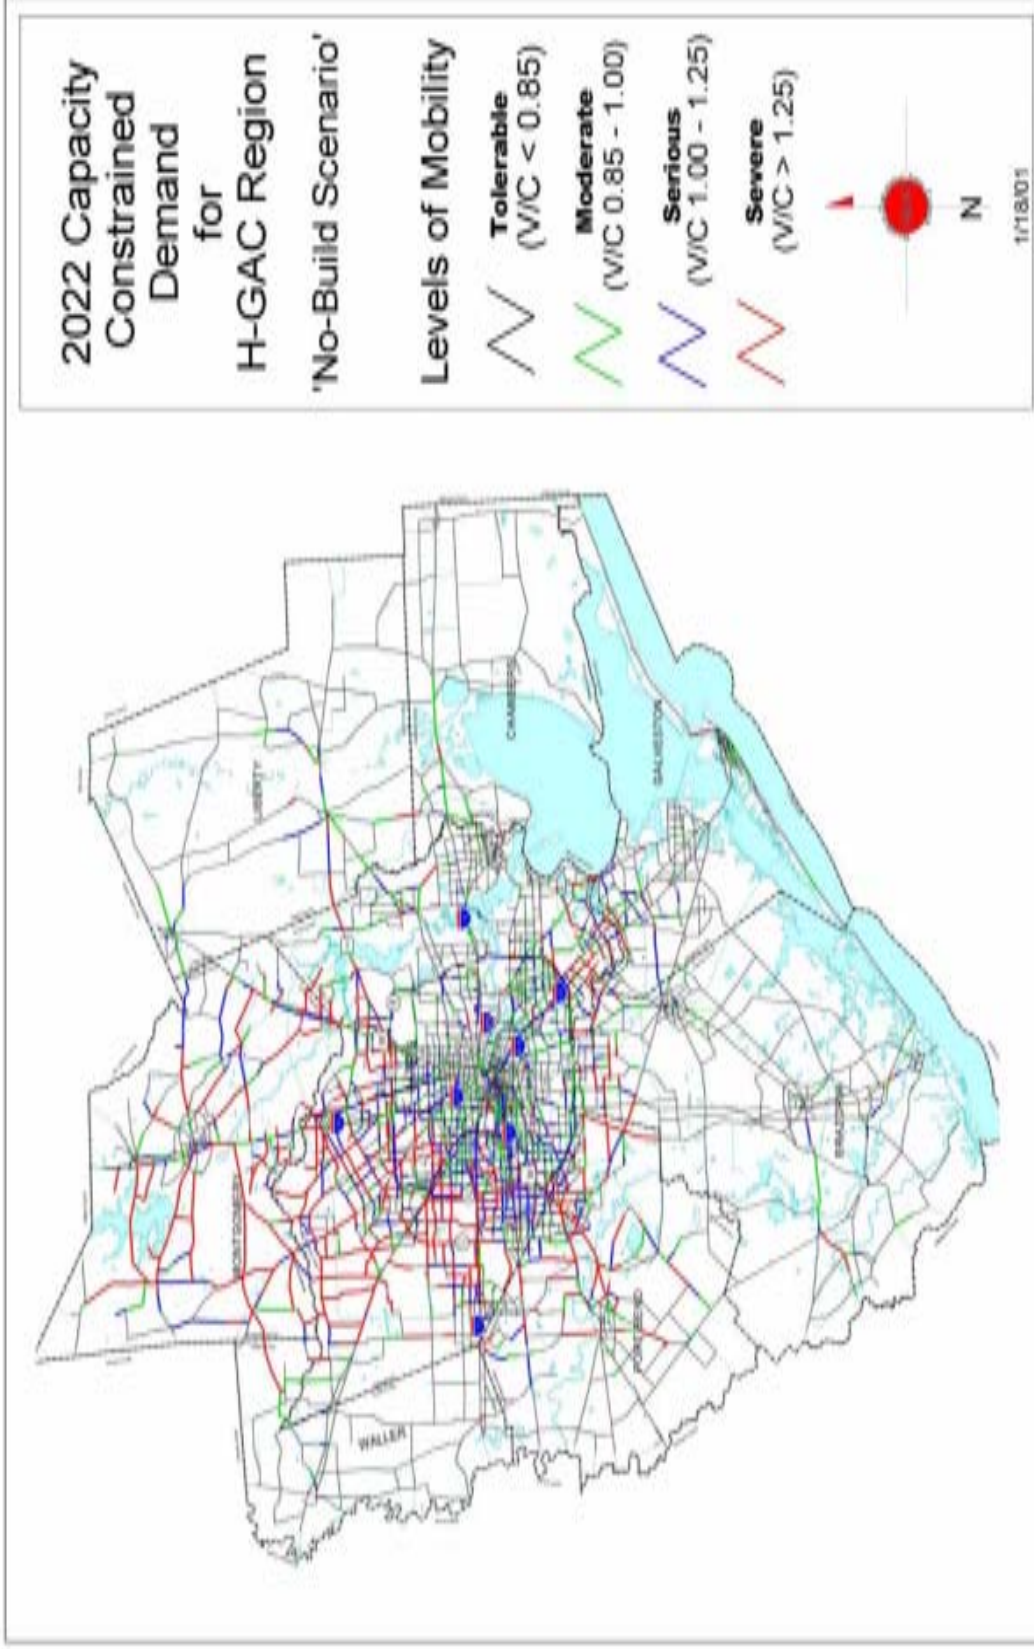 2022 Capacity
Constrained
Demand
for
H-GAC Region
'No-Build Scenario'
Levels of Mobility
Tolerable
(V/C < 0.85)
Moderate
(V/C 0.85 - 1.00)
Serious
(V/C 1.00 - 1.25)
Severe
(V/C > 1.25)
N
1/18/01
LIBERTY
CHAMBERS
GALVESTON
MONTGOMERY
WALLER
FORT BEND
BRAZORIA